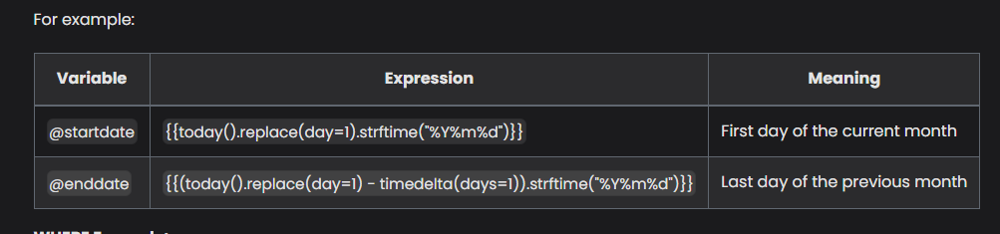 For example:
Variable Expression Meaning
@startdate {{today().replace(day=1).strftime("%Y%m%d")}} First day of the current month
@enddate {{(today().replace(day=1) - timedelta(days=1)).strftime("%Y%m%d")}} Last day of the previous month